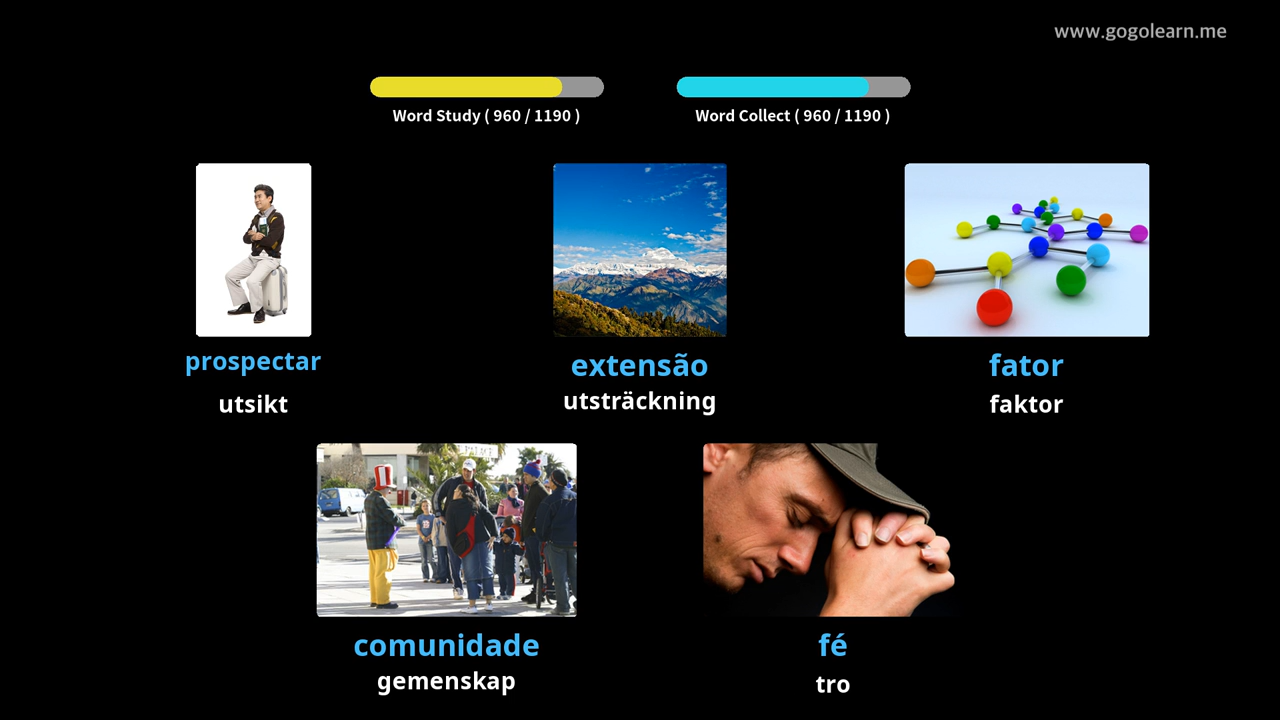 www.gogolearn.me
Word Study ( 960 / 1190 )
Word Collect ( 960 / 1190 )
prospectar
utsikt
extensão
utsträckning
fator
faktor
comunidade
gemenskap
fé
tro